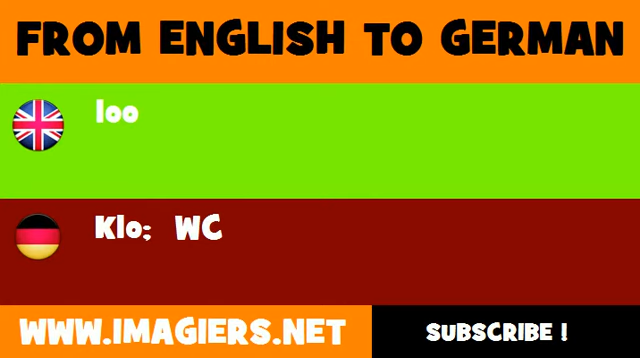 FROM ENGLISH TO GERMAN
loo
Klo; WC
WWW.IMAGIERS.NET
SUBSCRIBE !